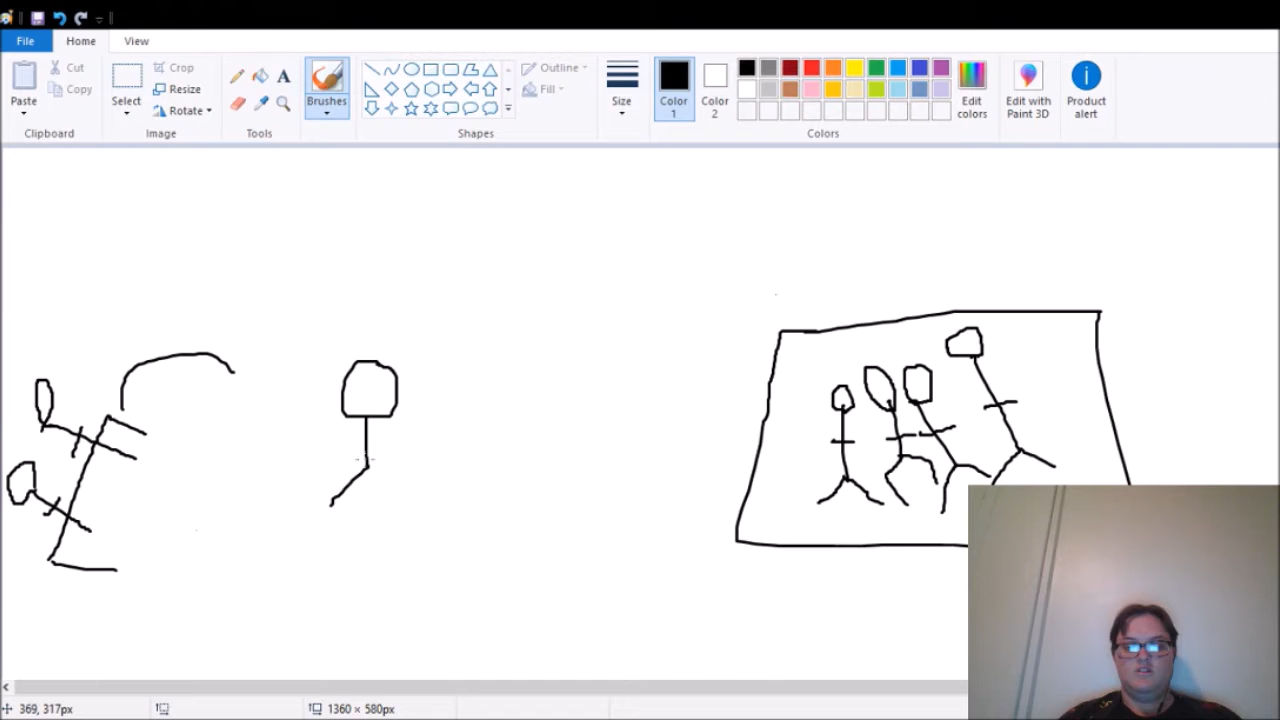 File Home View
Paste Cut Copy Select Crop Resize Rotate Brushes Outline Fill Size Color 1 Color 2 Edit colors Edit with Paint 3D Product alert
Clipboard Image Tools Shapes Colors
369, 317px 1360 × 580px